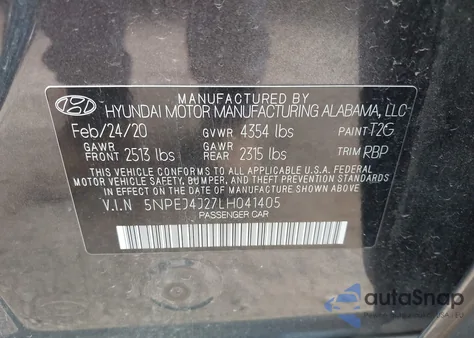 MANUFACTURED BY
HYUNDAI MOTOR MANUFACTURING ALABAMA, LLC
Feb/24/20 GVWR 4354 lbs PAINT T2G
GAWR FRONT 2513 lbs GAWR REAR 2315 lbs TRIM RBP
THIS VEHICLE CONFORMS TO ALL APPLICABLE U.S.A FEDERAL
MOTOR VEHICLE SAFETY, BUMPER, AND THEFT PREVENTION
STANDARDS IN EFFECT ON THE DATE OF MANUFACTURE SHOWN ABOVE.
V.I.N 5NPEJ4J27LH041405
PASSENGER CAR
autoSnap